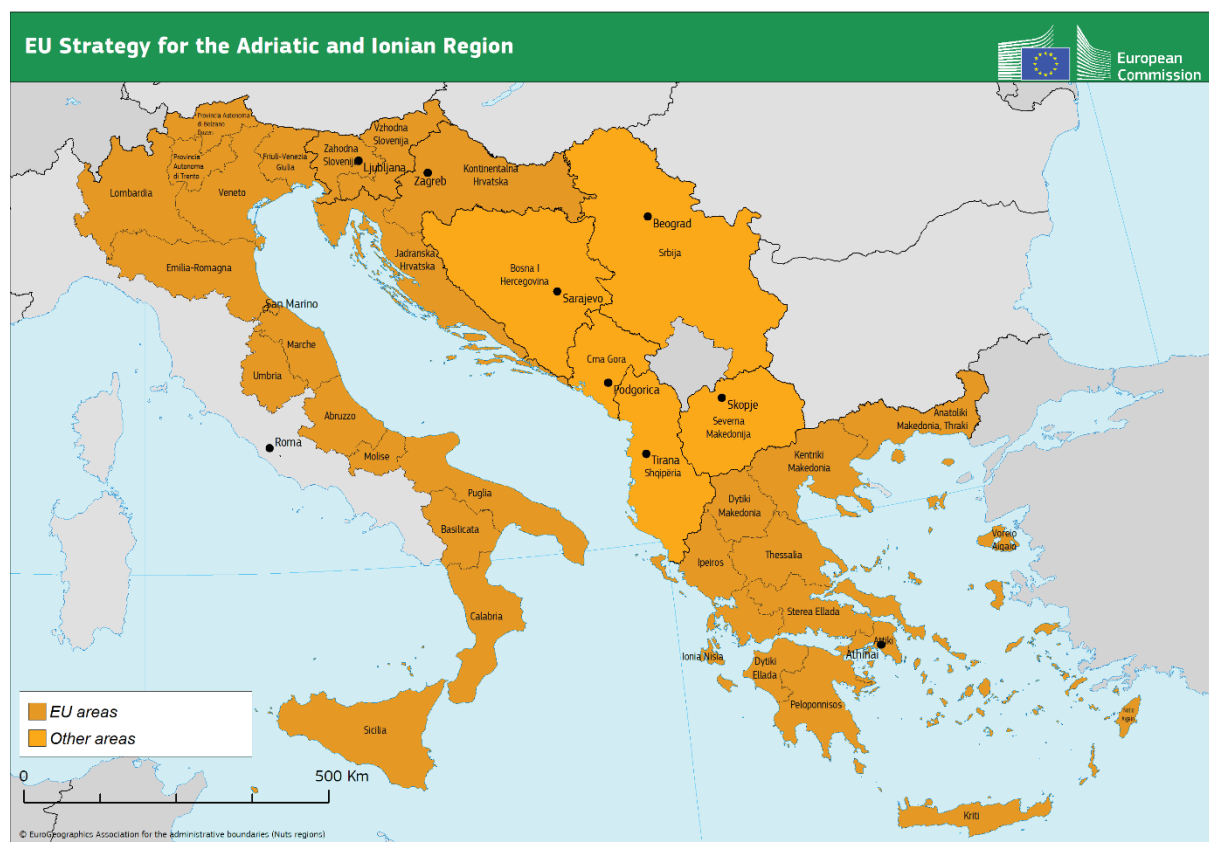 EU Strategy for the Adriatic and Ionian Region
European
Commission
Provincia Autonoma
di Bolzano
Provincia
Autonoma
di Trento
Friuli-Venezia
Giulia
Lombardia
Veneto
Emilia-Romagna
Zahodna
Slovenija
Vzhodna
Slovenija
Ljubljana
Zagreb
Kontinentalna
Hrvatska
Jadranska
Hrvatska
Beograd
Srbija
Bosna I
Hercegovina
Sarajevo
San Marino
Marche
Umbria
Abruzzo
Molise
Roma
Crna Gora
Podgorica
Skopje
Severna
Makedonija
Tirana
Shqipëria
Puglia
Basilicata
Calabria
Sicilia
Anatoliki
Makedonia, Thraki
Kentriki
Makedonia
Dytiki
Makedonia
Ipeiros
Thessalia
Voreio
Aigaio
Sterea Ellada
Ionia Nisia
Attiki
Athinai
Dytiki
Ellada
Peloponnisos
Aigaio
Kriti
EU areas
Other areas
0
500 Km
© EuroGeographics Association for the administrative boundaries (Nuts regions)